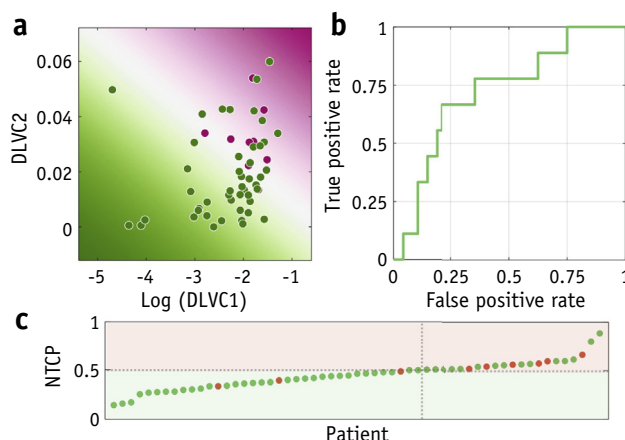 a
DLVC2
0.06
0.04
0.02
0
-5
-4
-3
-2
-1
Log (DLVC1)
b
True positive rate
1
0.75
0.5
0.25
0
0
0.25
0.5
0.75
1
False positive rate
c
NTCP
1
0.5
0
Patient